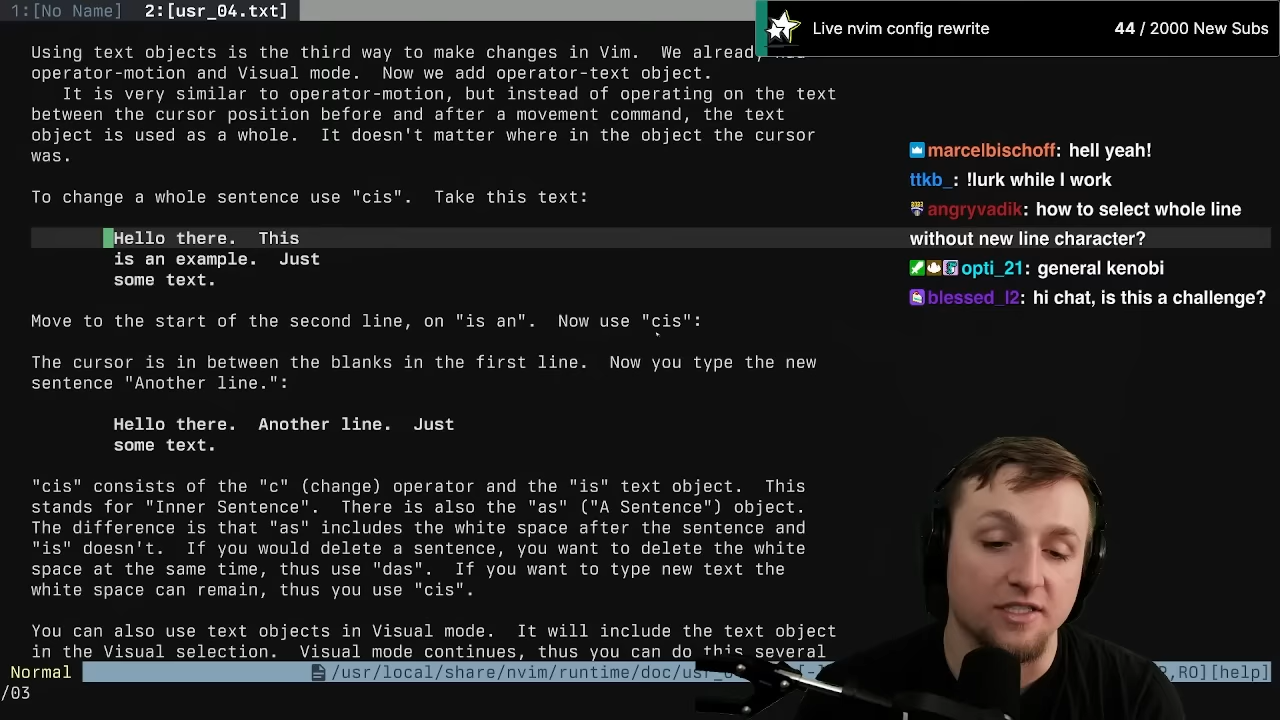 1:[No Name] 2:[usr_04.txt]
Live nvim config rewrite 44 / 2000 New Subs
Using text objects is the third way to make changes in Vim.  We already
operator-motion and Visual mode.  Now we add operator-text object.
It is very similar to operator-motion, but instead of operating on the text
between the cursor position before and after a movement command, the text
object is used as a whole.  It doesn't matter where in the object the cursor
was.
To change a whole sentence use "cis".  Take this text:
Hello there.  This
is an example.  Just
some text.
Move to the start of the second line, on "is an".  Now use "cis":
The cursor is in between the blanks in the first line.  Now you type the new
sentence "Another line.":
Hello there.  Another line.  Just
some text.
"cis" consists of the "c" (change) operator and the "is" text object.  This
stands for "Inner Sentence".  There is also the "as" ("A Sentence") object.
The difference is that "as" includes the white space after the sentence and
"is" doesn't.  If you would delete a sentence, you want to delete the white
space at the same time, thus use "das".  If you want to type new text the
white space can remain, thus you use "cis".
You can also use text objects in Visual mode.  It will include the text object
in the Visual selection.  Visual mode continues, thus you can do this several
marcelbischoff: hell yeah!
ttkb_: !lurk while I work
angryvadik: how to select whole line
without new line character?
opti_21: general kenobi
blessed_l2: hi chat, is this a challenge?
Normal /usr/local/share/nvim/runtime/doc/usr_ [-] ,RO][help]
/03